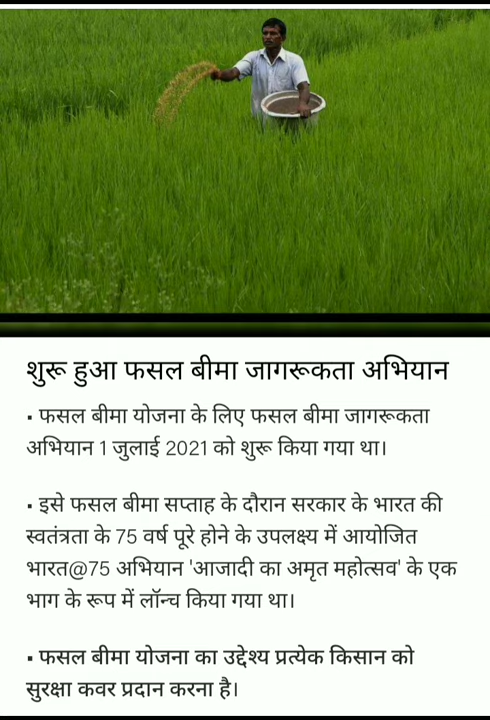 शुरू हुआ फसल बीमा जागरूकता अभियान
▪ फसल बीमा योजना के लिए फसल बीमा जागरूकता
अभियान 1 जुलाई 2021 को शुरू किया गया था।
▪ इसे फसल बीमा सप्ताह के दौरान सरकार के भारत की
स्वतंत्रता के 75 वर्ष पूरे होने के उपलक्ष्य में आयोजित
भारत@75 अभियान 'आजादी का अमृत महोत्सव' के एक
भाग के रूप में लॉन्च किया गया था।
▪ फसल बीमा योजना का उद्देश्य प्रत्येक किसान को
सुरक्षा कवर प्रदान करना है।